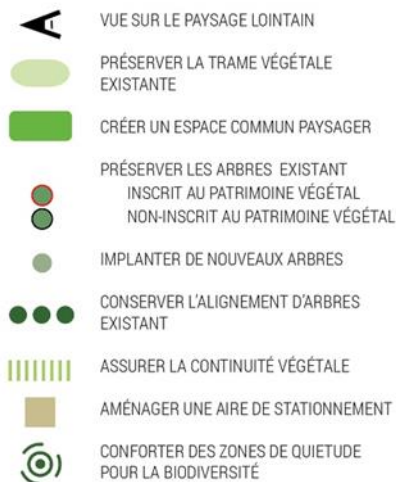 VUE SUR LE PAYSAGE LOINTAIN
PRÉSERVER LA TRAME VÉGÉTALE
EXISTANTE
CRÉER UN ESPACE COMMUN PAYSAGER
PRÉSERVER LES ARBRES EXISTANT
INSCRIT AU PATRIMOINE VÉGÉTAL
NON-INSCRIT AU PATRIMOINE VÉGÉTAL
IMPLANTER DE NOUVEAUX ARBRES
CONSERVER L'ALIGNEMENT D'ARBRES
EXISTANT
ASSURER LA CONTINUITÉ VÉGÉTALE
AMÉNAGER UNE AIRE DE STATIONNEMENT
CONFORTER DES ZONES DE QUIETUDE
POUR LA BIODIVERSITÉ